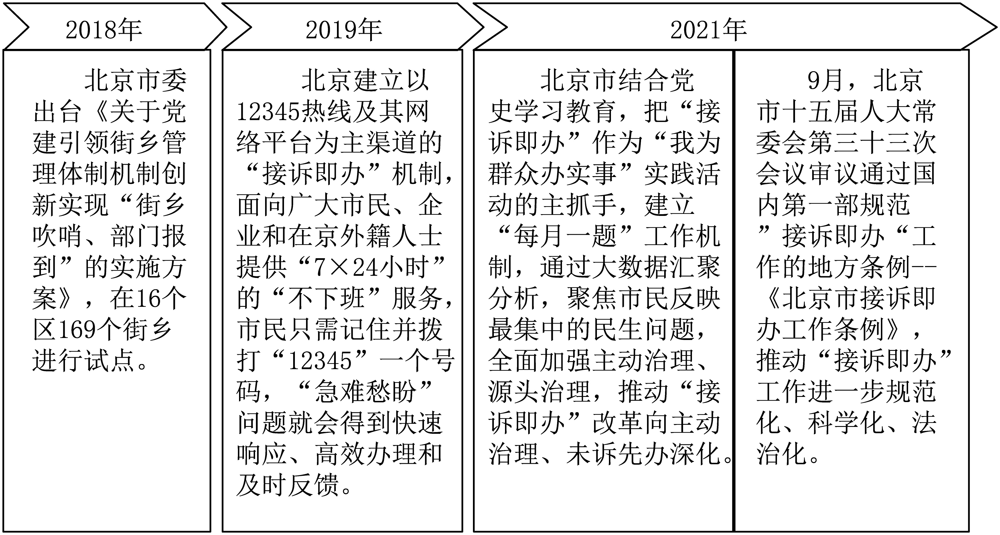 2018年
北京市委
出台《关于党
建引领街乡管
理体制机制创
新实现“街乡
吹哨、部门报
到”的实施方
案》，在16个
区169个街乡
进行试点。
2019年
北京建立以
12345热线及其网
络平台为主渠道的
“接诉即办”机制，
面向广大市民、企
业和在京外籍人士
提供“7×24小时”
的“不下班”服务，
市民只需记住并拨
打“12345”一个号
码，“急难愁盼”
问题就会得到快速
响应、高效办理和
及时反馈。
2021年
北京市结合党
史学习教育，把“接
诉即办”作为“我为
群众办实事”实践活
动的主抓手，建立
“每月一题”工作机
制，通过大数据汇聚
分析，聚焦市民反映
最集中的民生问题，
全面加强主动治理、
源头治理，推动“接
诉即办”改革向主动
治理、未诉先办深化。
9月，北京
市十五届人大常
委会第三十三次
会议审议通过国
内第一部规范
”接诉即办“工
作的地方条例--
《北京市接诉即
办工作条例》，
推动“接诉即办”
工作进一步规范
化、科学化、法
治化。